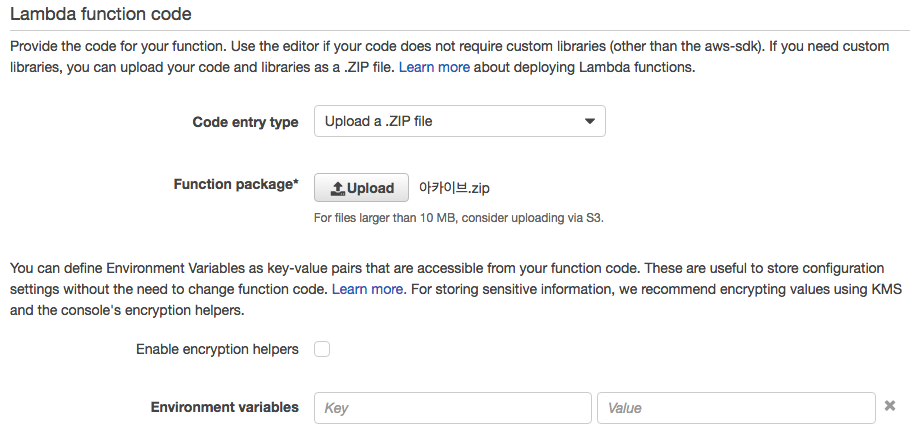 Lambda function code
Provide the code for your function. Use the editor if your code does not require custom libraries (other than the aws-sdk). If you need custom
libraries, you can upload your code and libraries as a .ZIP file. Learn more about deploying Lambda functions.
Code entry type Upload a .ZIP file
Function package* Upload 아카이브.zip
For files larger than 10 MB, consider uploading via S3.
You can define Environment Variables as key-value pairs that are accessible from your function code. These are useful to store configuration
settings without the need to change function code. Learn more. For storing sensitive information, we recommend encrypting values using KMS
and the console's encryption helpers.
Enable encryption helpers
Environment variables Key Value